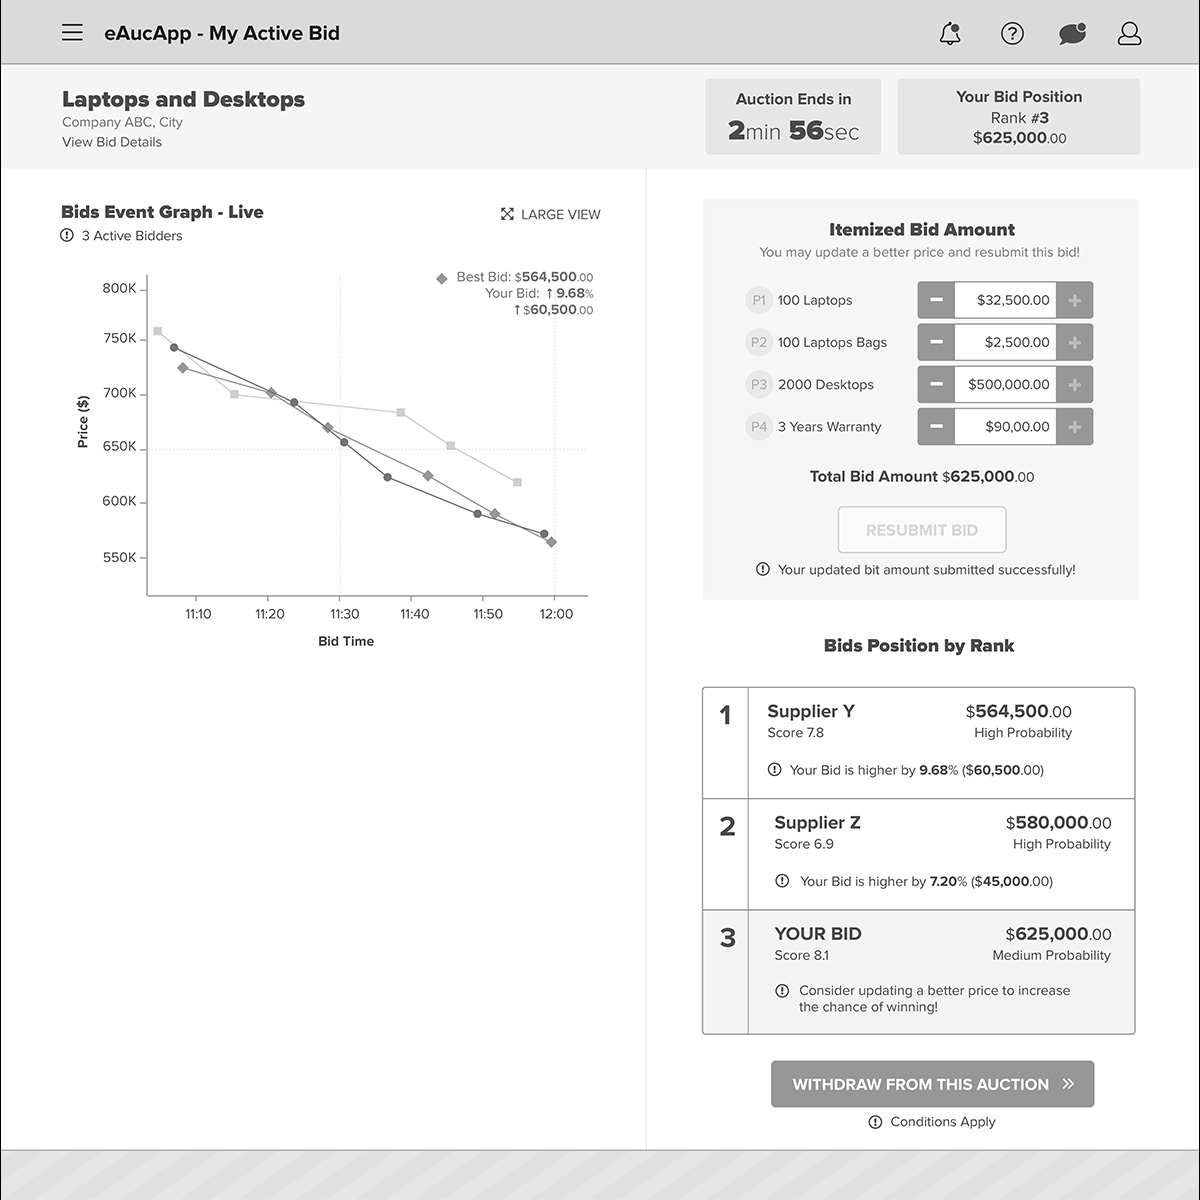 eAucApp - My Active Bid
Laptops and Desktops
Company ABC, City
View Bid Details
Auction Ends in
2min 56sec
Your Bid Position
Rank #3
$625,000.00
Bids Event Graph - Live
LARGE VIEW
3 Active Bidders
Best Bid: $564,500.00
Your Bid: ↑ 9.68%
↑ $60,500.00
800K
750K
700K
650K
600K
550K
Price ($)
11:10 11:20 11:30 11:40 11:50 12:00
Bid Time
Itemized Bid Amount
You may update a better price and resubmit this bid!
P1 100 Laptops − $32,500.00 +
P2 100 Laptops Bags − $2,500.00 +
P3 2000 Desktops − $500,000.00 +
P4 3 Years Warranty − $90,00.00 +
Total Bid Amount $625,000.00
RESUBMIT BID
Your updated bit amount submitted successfully!
Bids Position by Rank
1 Supplier Y $564,500.00
Score 7.8 High Probability
Your Bid is higher by 9.68% ($60,500.00)
2 Supplier Z $580,000.00
Score 6.9 High Probability
Your Bid is higher by 7.20% ($45,000.00)
3 YOUR BID $625,000.00
Score 8.1 Medium Probability
Consider updating a better price to increase
the chance of winning!
WITHDRAW FROM THIS AUCTION »
Conditions Apply